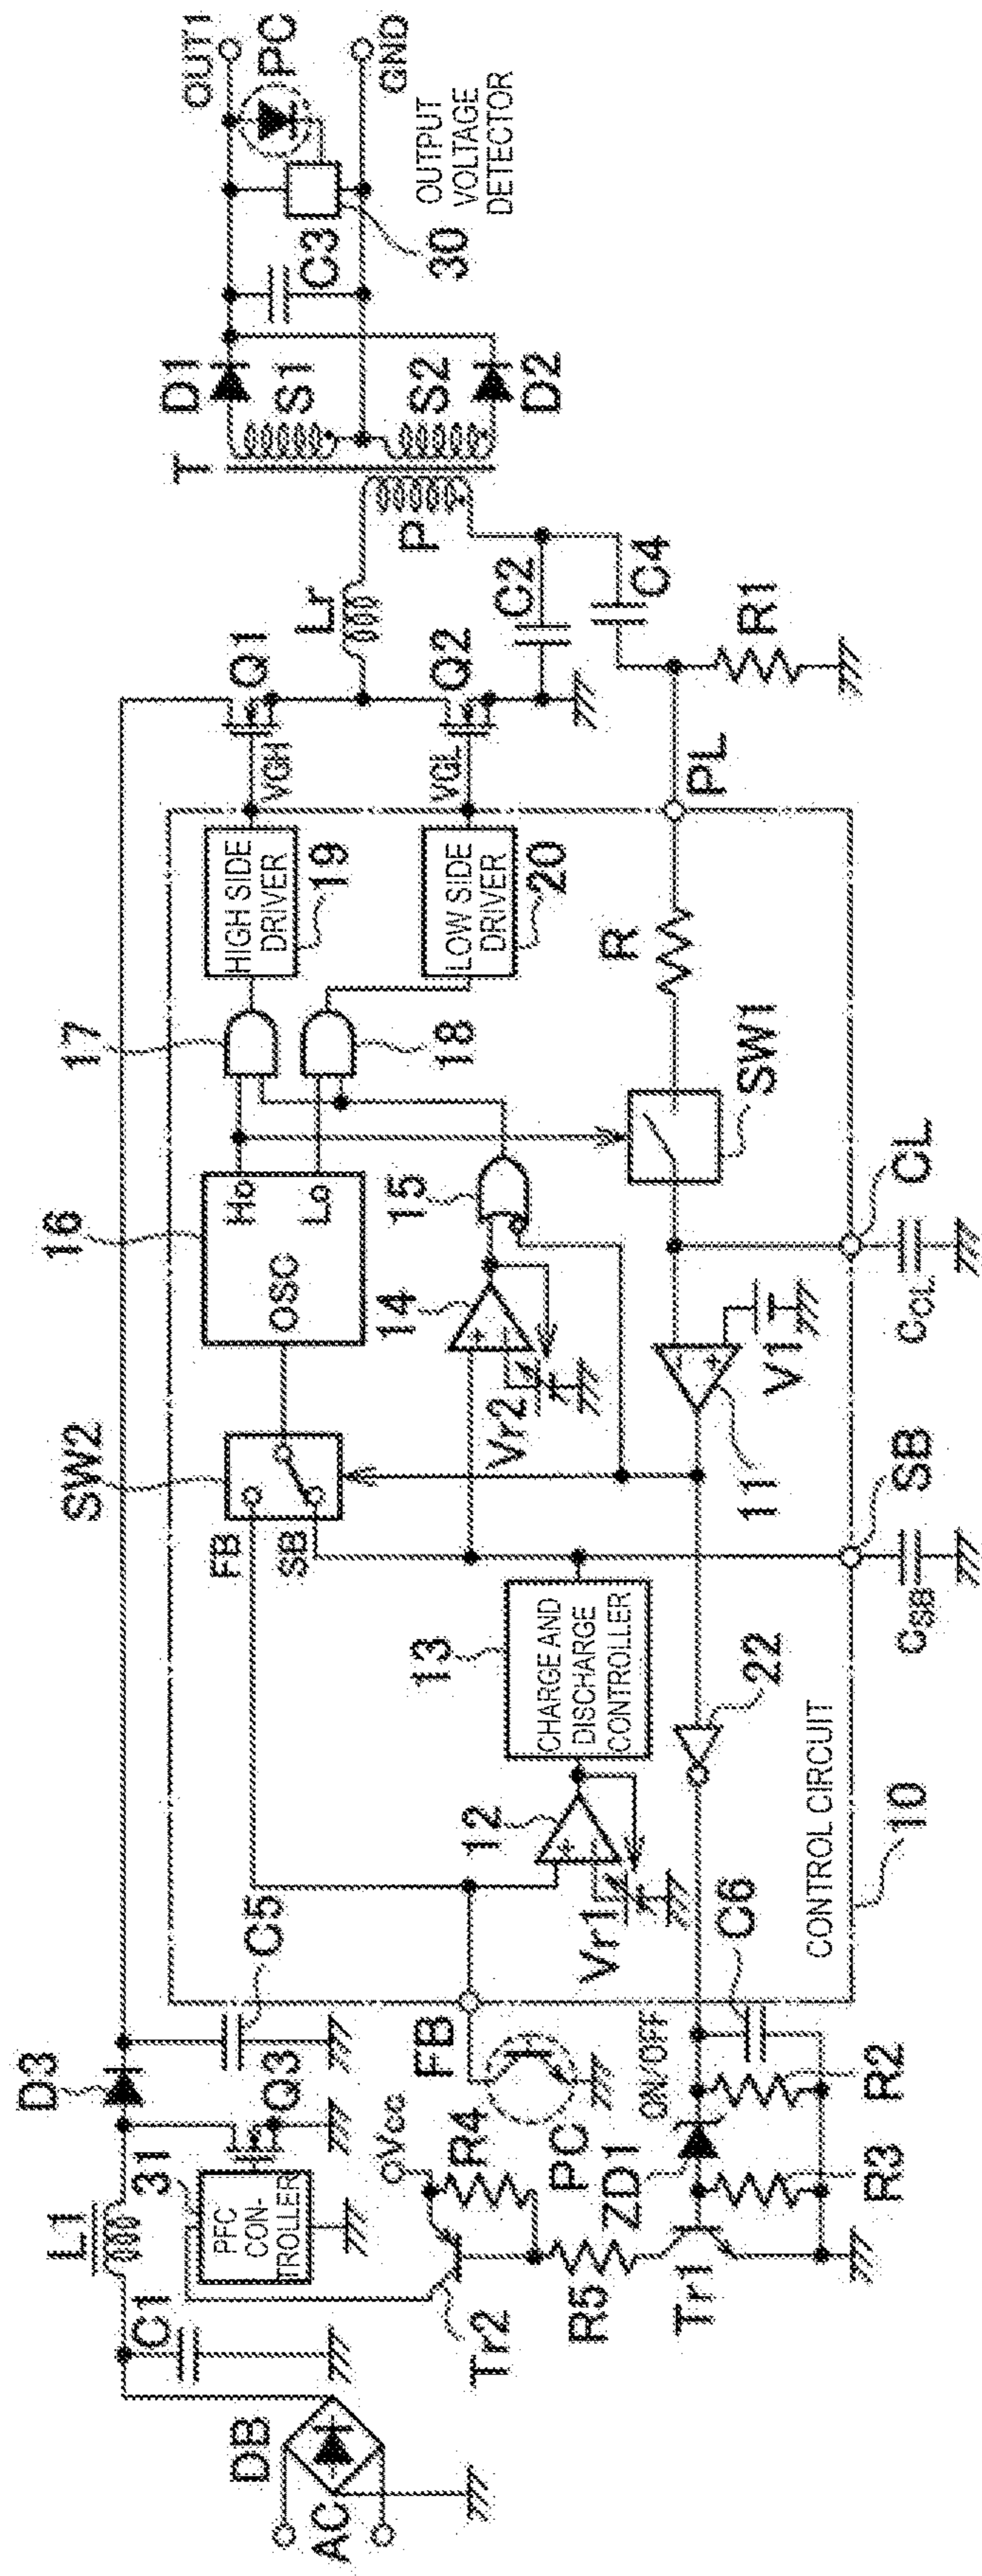 L1
D3
31
C1
PFC
CON-
TROLLER
Q3
C5
DB
AC
Vcc
R4
Tr2
R5
FB
PC
ON/OFF
ZD1
Tr1
R3
R2
C6
SW2
FB
SB
16
OSC
Ho
Lo
17
18
HIGH SIDE
DRIVER
19
VGH
Q1
LOW SIDE
DRIVER
20
VGL
Q2
12
Vr1
13
CHARGE AND
DISCHARGE
CONTROLLER
14
Vr2
15
22
11
V1
SW1
R
PL
CONTROL CIRCUIT
10
SB
CSB
CL
CCL
Lr
P
T
S1
S2
D1
D2
C2
C4
R1
C3
30
OUT1
PC
GND
OUTPUT
VOLTAGE
DETECTOR